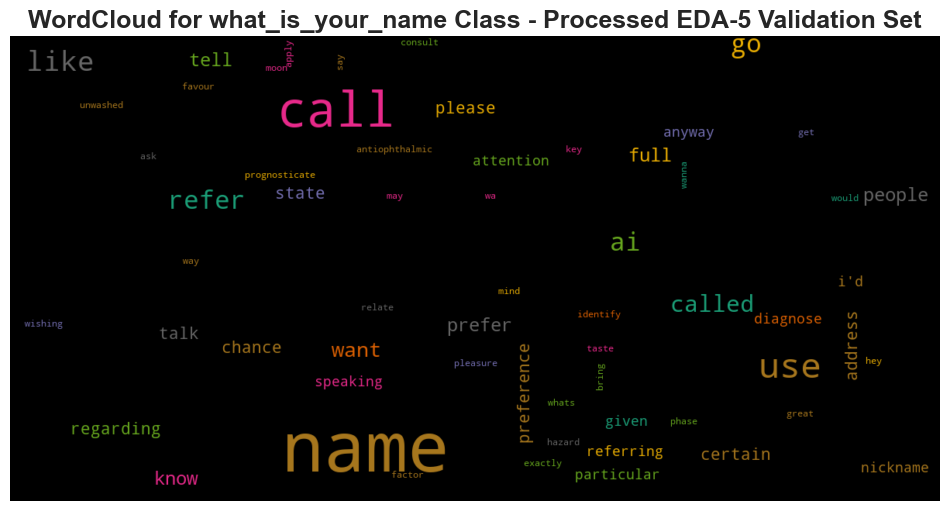 WordCloud for what_is_your_name Class - Processed EDA-5 Validation Set
consult
go
apply
like
tell
say
moon
favour
call
please
unwashed
anyway
get
ask
antiophthalmic
key
full
attention
wanna
prognosticate
state
refer
may
wa
would
people
ai
way
i'd
mind
called
relate
wishing
identify
diagnose
address
talk
prefer
chance
want
taste
hey
pleasure
use
speaking
bring
preference
whats
great
regarding
given
phase
name
hazard
referring
certain
exactly
nickname
know
factor
particular